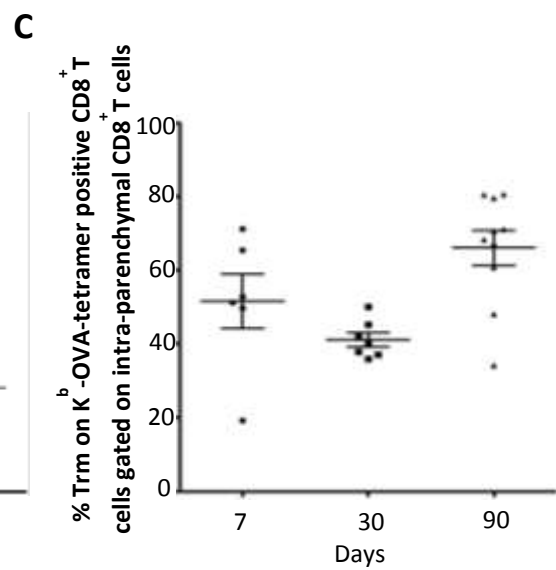 C
% Trm on K^b -OVA-tetramer positive CD8^+ T
cells gated on intra-parenchymal CD8^+ T cells
100
80
60
40
20
0
7 30 90
Days